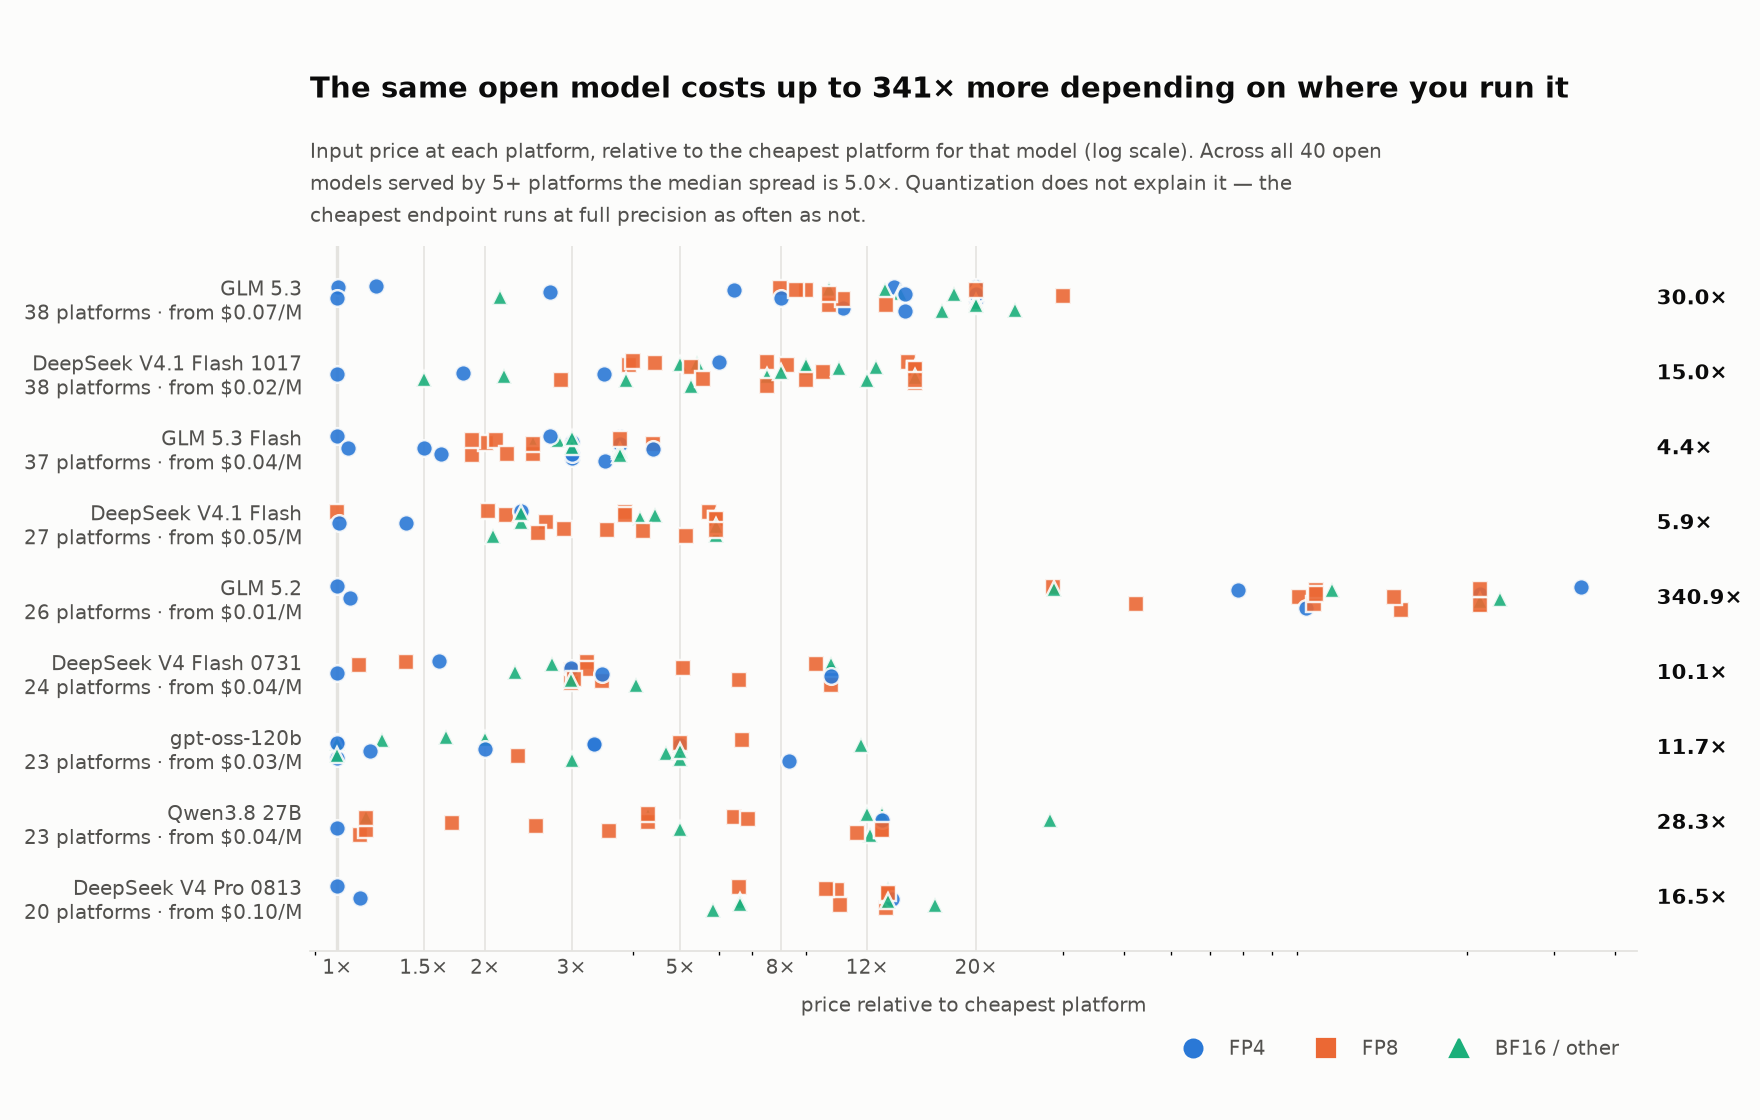 The same open model costs up to 341× more depending on where you run it
Input price at each platform, relative to the cheapest platform for that model (log scale). Across all 40 open
models served by 5+ platforms the median spread is 5.0×. Quantization does not explain it — the
cheapest endpoint runs at full precision as often as not.
GLM 5.3
38 platforms · from $0.07/M
30.0×
DeepSeek V4.1 Flash 1017
38 platforms · from $0.02/M
15.0×
GLM 5.3 Flash
37 platforms · from $0.04/M
4.4×
DeepSeek V4.1 Flash
27 platforms · from $0.05/M
5.9×
GLM 5.2
26 platforms · from $0.01/M
340.9×
DeepSeek V4 Flash 0731
24 platforms · from $0.04/M
10.1×
gpt-oss-120b
23 platforms · from $0.03/M
11.7×
Qwen3.8 27B
23 platforms · from $0.04/M
28.3×
DeepSeek V4 Pro 0813
20 platforms · from $0.10/M
16.5×
1× 1.5× 2× 3× 5× 8× 12× 20×
price relative to cheapest platform
FP4 FP8 BF16 / other